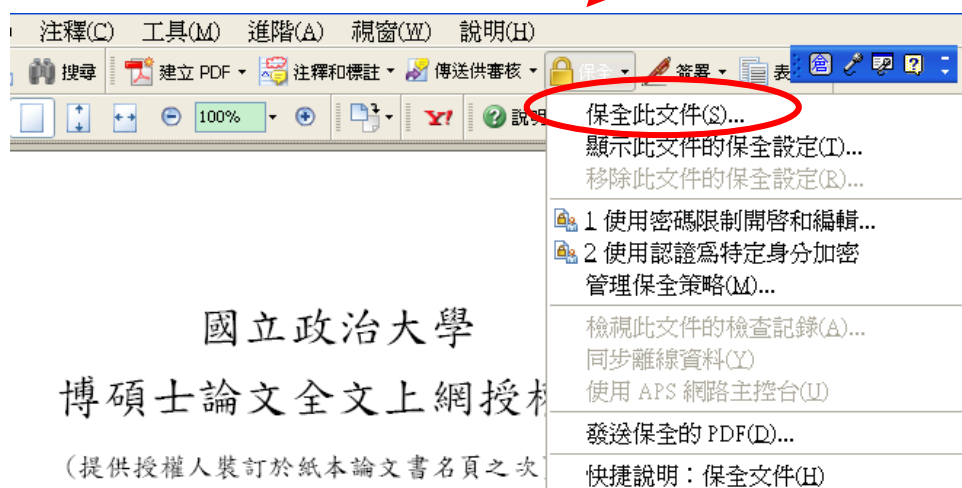 注釋(C) 工具(M) 進階(A) 視窗(W) 說明(H)
搜尋 建立 PDF 注釋和標註 傳送供審核 保全 簽署 表 倉
100% Y! 說明
保全此文件(S)...
顯示此文件的保全設定(T)...
移除此文件的保全設定(R)...
1 使用密碼限制開啓和編輯...
2 使用認證爲特定身分加密
管理保全策略(M)...
檢視此文件的檢查記錄(A)...
同步離線資料(Y)
使用 APS 網路主控台(U)
發送保全的 PDF(D)...
快捷說明：保全文件(H)
國立政治大學
博碩士論文全文上網授權
(提供授權人裝訂於紙本論文書名頁之次